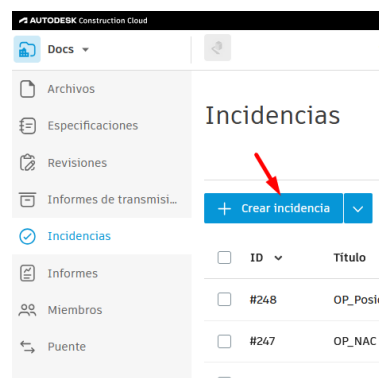 AUTODESK Construction Cloud
Docs
Archivos
Especificaciones
Revisiones
Informes de transmisi...
Incidencias
Informes
Miembros
Puente
Incidencias
+ Crear incidencia
ID Título
#248 OP_Posi
#247 OP_NAC